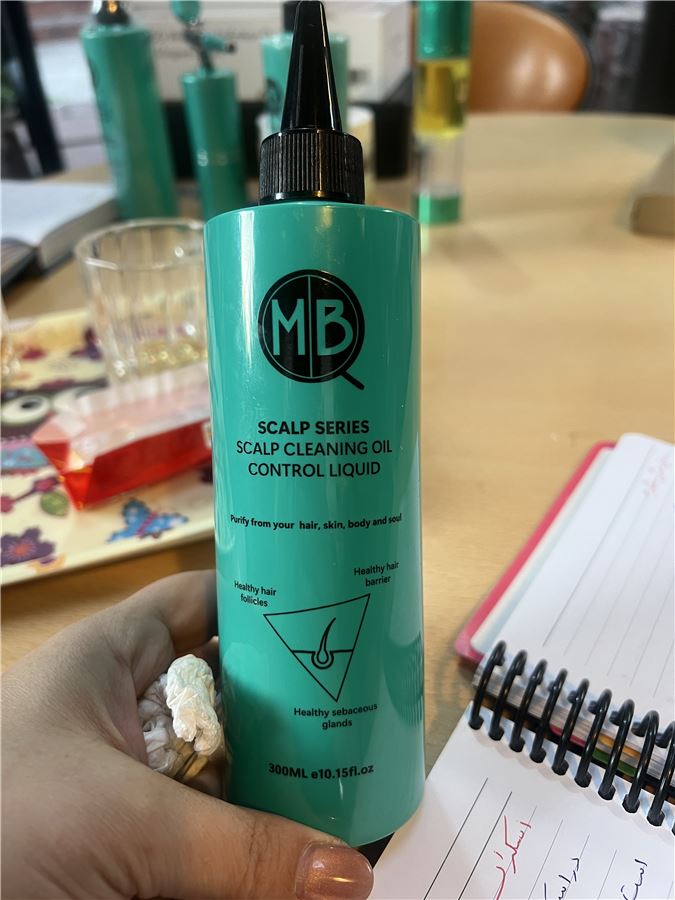 MB
SCALP SERIES
SCALP CLEANING OIL
CONTROL LIQUID
Purify from your hair, skin, body and soul
Healthy hair
barrier
Healthy hair
follicles
Healthy sebaceous
glands
300ML e10.15fl.oz
است